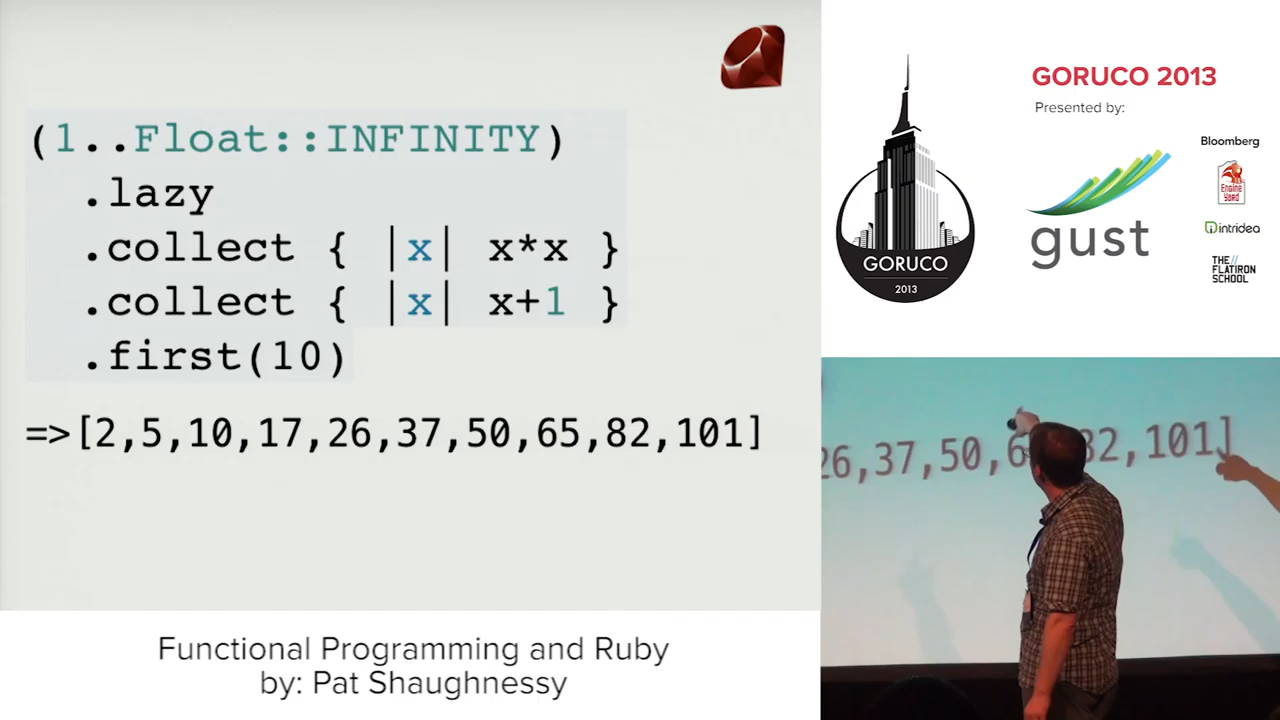 (1..Float::INFINITY)
.lazy
.collect { |x| x*x }
.collect { |x| x+1 }
.first(10)
=>[2,5,10,17,26,37,50,65,82,101]
Functional Programming and Ruby
by: Pat Shaughnessy
GORUCO
2013
GORUCO 2013
Presented by:
gust
Bloomberg
Engine
Yard
intridea
THE//
FLATIRON
SCHOOL
26,37,50,6 82,101]